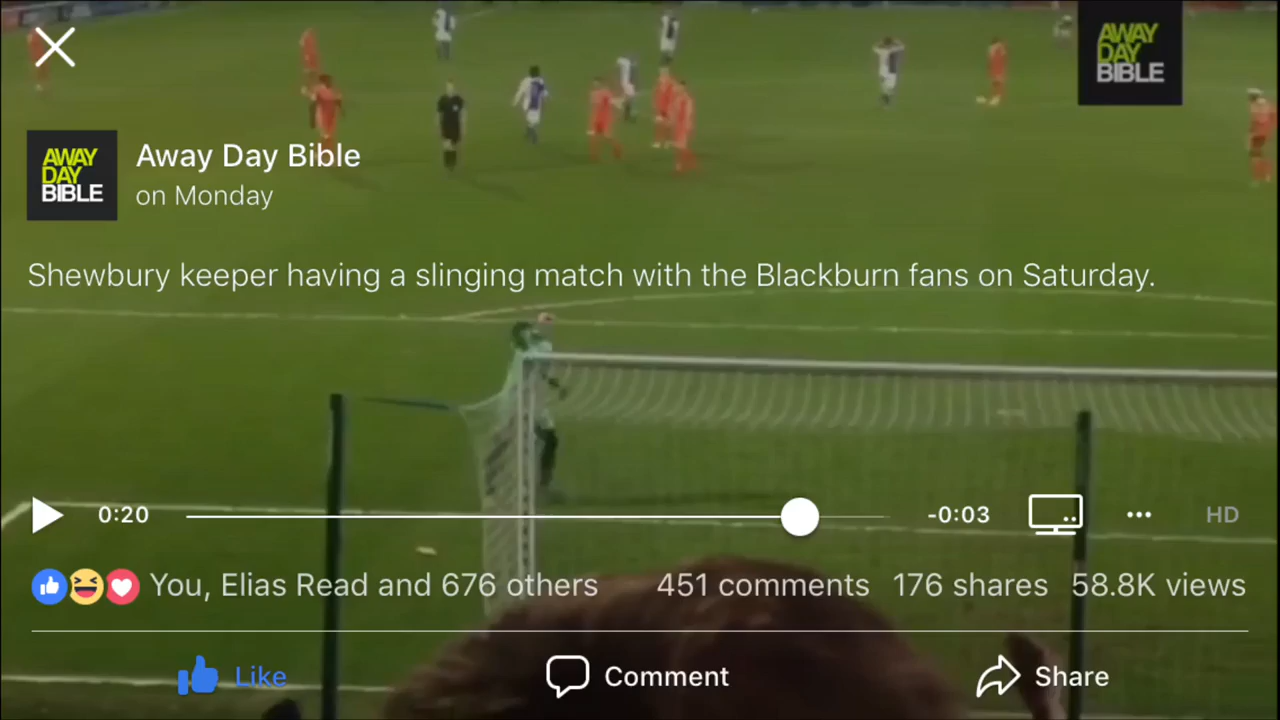 AWAY
DAY
BIBLE
AWAY
DAY
BIBLE
Away Day Bible
on Monday
Shewbury keeper having a slinging match with the Blackburn fans on Saturday.
0:20
-0:03
HD
You, Elias Read and 676 others 451 comments 176 shares 58.8K views
Like Comment Share